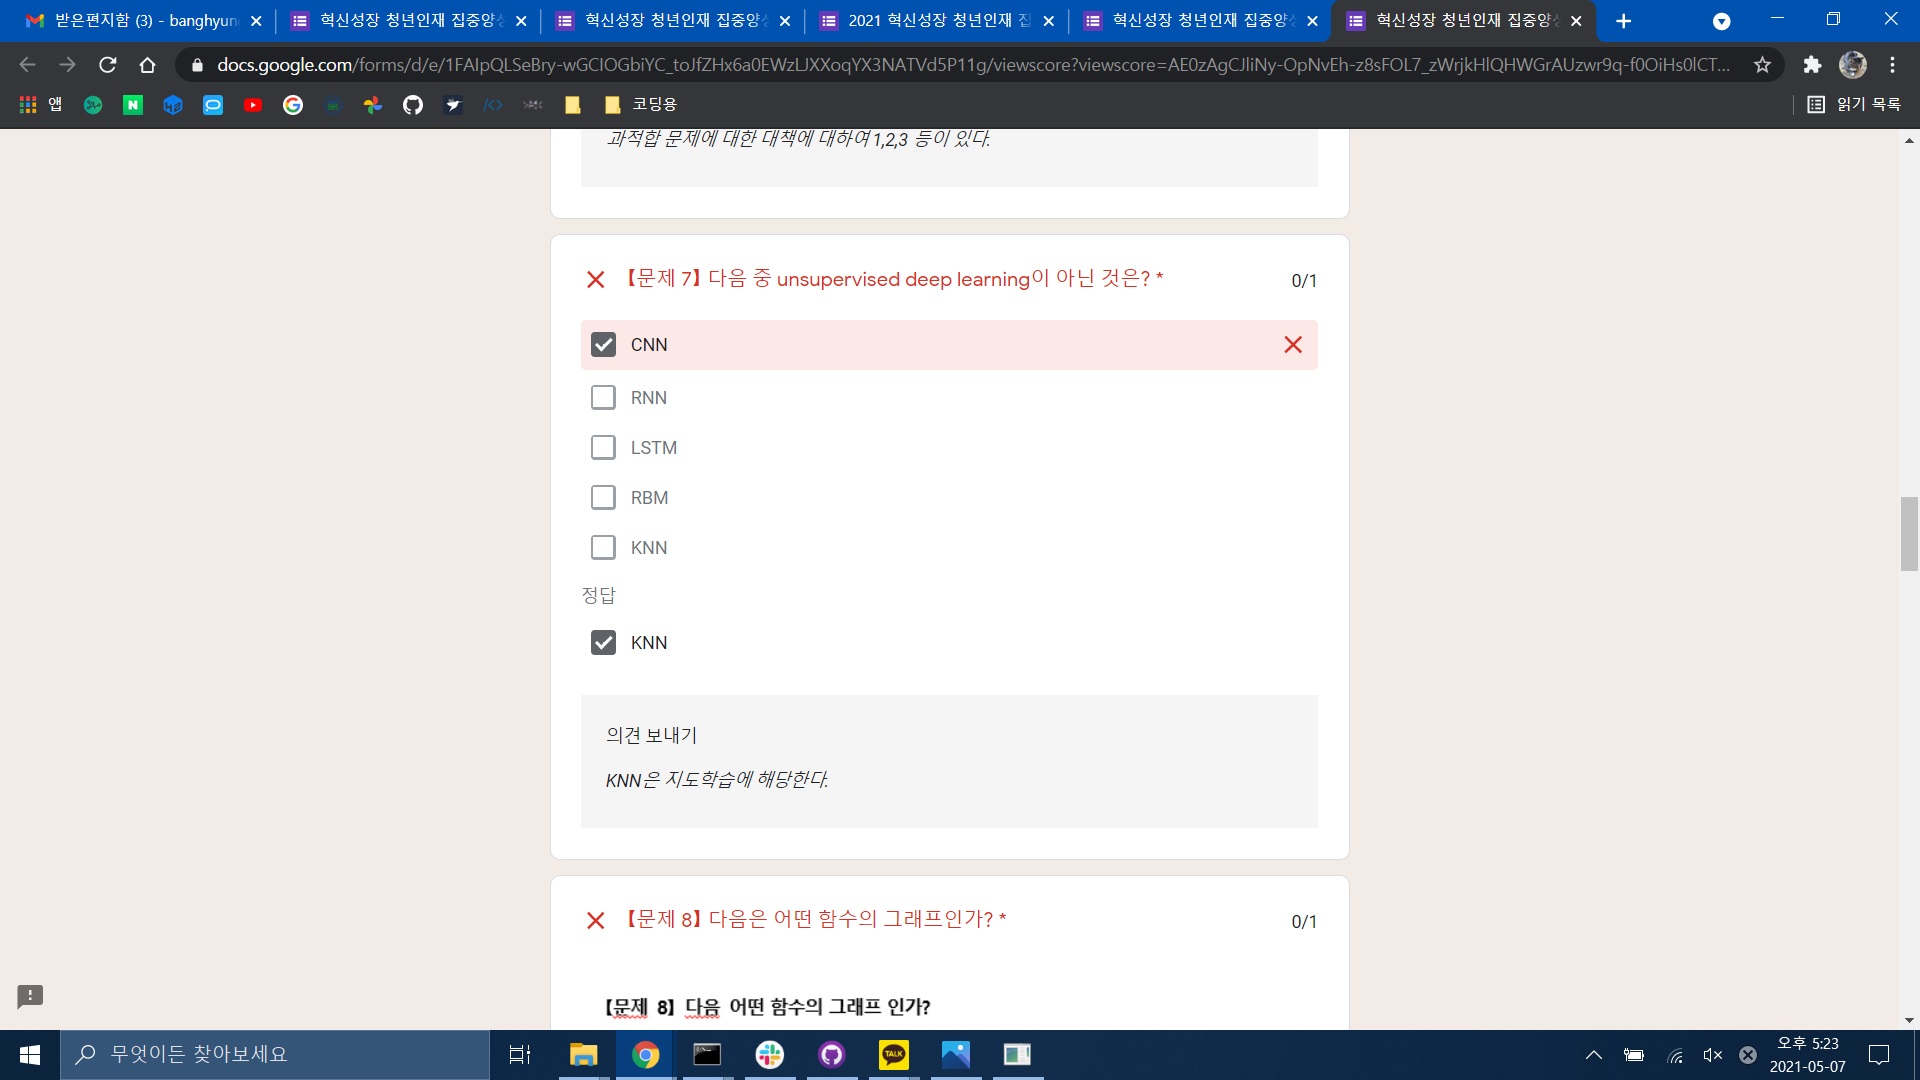 받은편지함 (3) - banghyun
혁신성장 청년인재 집중양성
혁신성장 청년인재 집중양성
2021 혁신성장 청년인재 집
혁신성장 청년인재 집중양성
혁신성장 청년인재 집중양성
docs.google.com/forms/d/e/1FAIpQLSeBry-wGCIOGbiYC_toJfZHx6a0EWzLJXXoqYX3NATVd5P11g/viewscore?viewscore=AE0zAgCJliNy-OpNvEh-z8sFOL7_zWrjkHlQHWGrAUzwr9q-f0OiHs0lCT...
앱
코딩용
읽기 목록
과적합 문제에 대한 대책에 대하여 1,2,3 등이 있다.
【문제 7】 다음 중 unsupervised deep learning이 아닌 것은? *
0/1
CNN
RNN
LSTM
RBM
KNN
정답
KNN
의견 보내기
KNN은 지도학습에 해당한다.
【문제 8】 다음은 어떤 함수의 그래프인가? *
0/1
【문제 8】 다음 어떤 함수의 그래프 인가?
무엇이든 찾아보세요
TALK
오후 5:23
2021-05-07